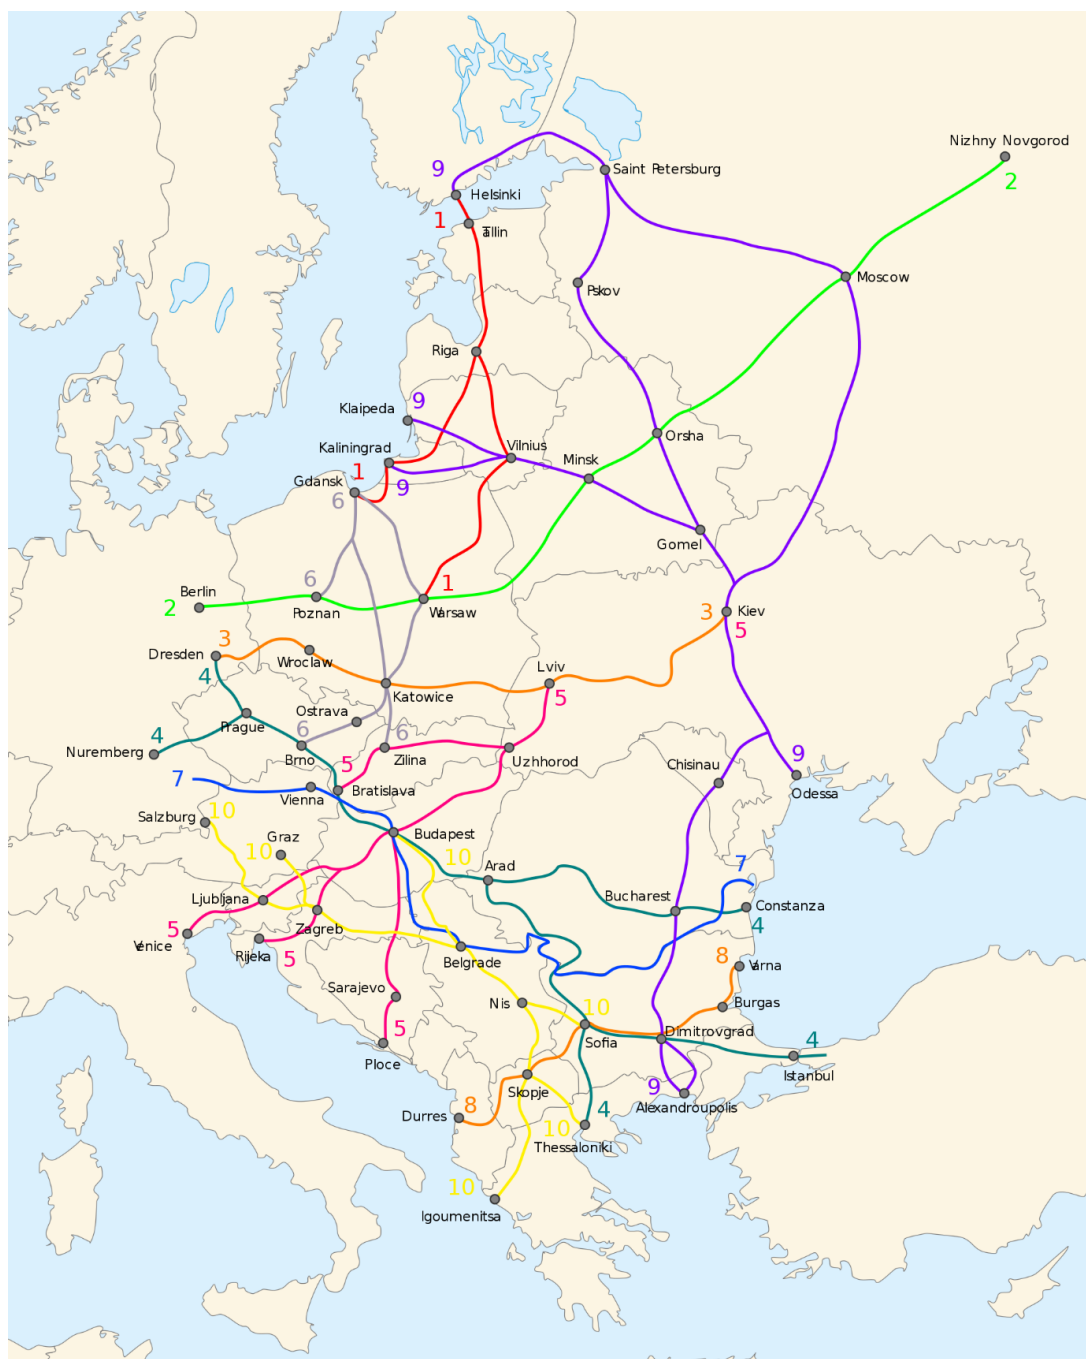 Nizhny Novgorod
2
9
Saint Petersburg
Helsinki
1
Tallin
Moscow
Pskov
Riga
9
Klaipeda
Orsha
Kaliningrad
Vilnius
Minsk
1
Gdansk
9
6
Gomel
6
1
Berlin
2
Poznan
Warsaw
3
Kiev
5
3
Dresden
Wroclaw
Lviv
4
Katowice
5
Ostrava
Prague
6
6
4
Nuremberg
Brno
Zilina
Uzhhorod
5
Chisinau
9
7
Vienna
Bratislava
Odessa
Salzburg
10
Graz
Budapest
10
10
Arad
7
Ljubljana
Bucharest
Constanza
4
5
Zagreb
Venice
Rijeka
5
Belgrade
8
Varna
Sarajevo
Nis
10
Burgas
5
Sofia
Dimitrovgrad
4
Ploce
Istanbul
Skopje
9
Durres
8
4
Alexandroupolis
10
Thessaloniki
10
Igoumenitsa